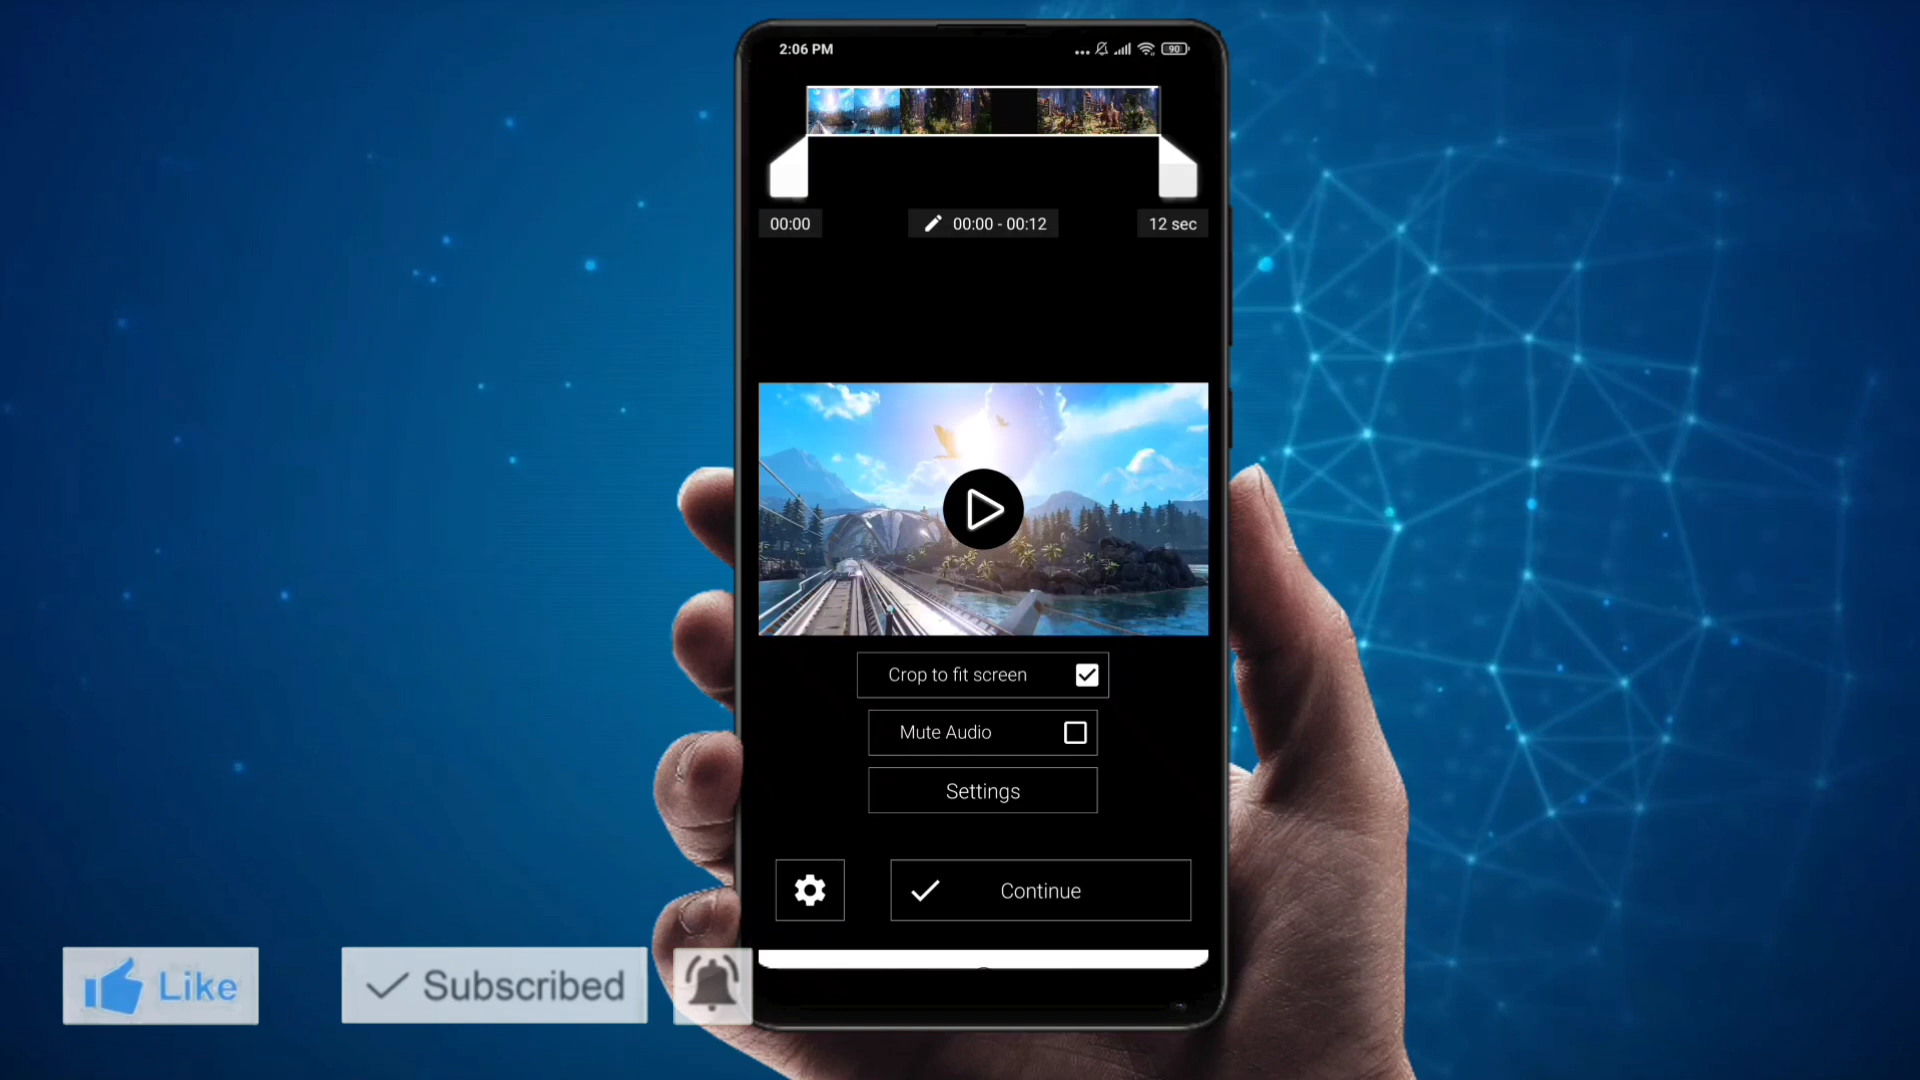 2:06 PM
90
00:00
00:00 - 00:12
12 sec
Crop to fit screen
Mute Audio
Settings
Continue
Like
Subscribed